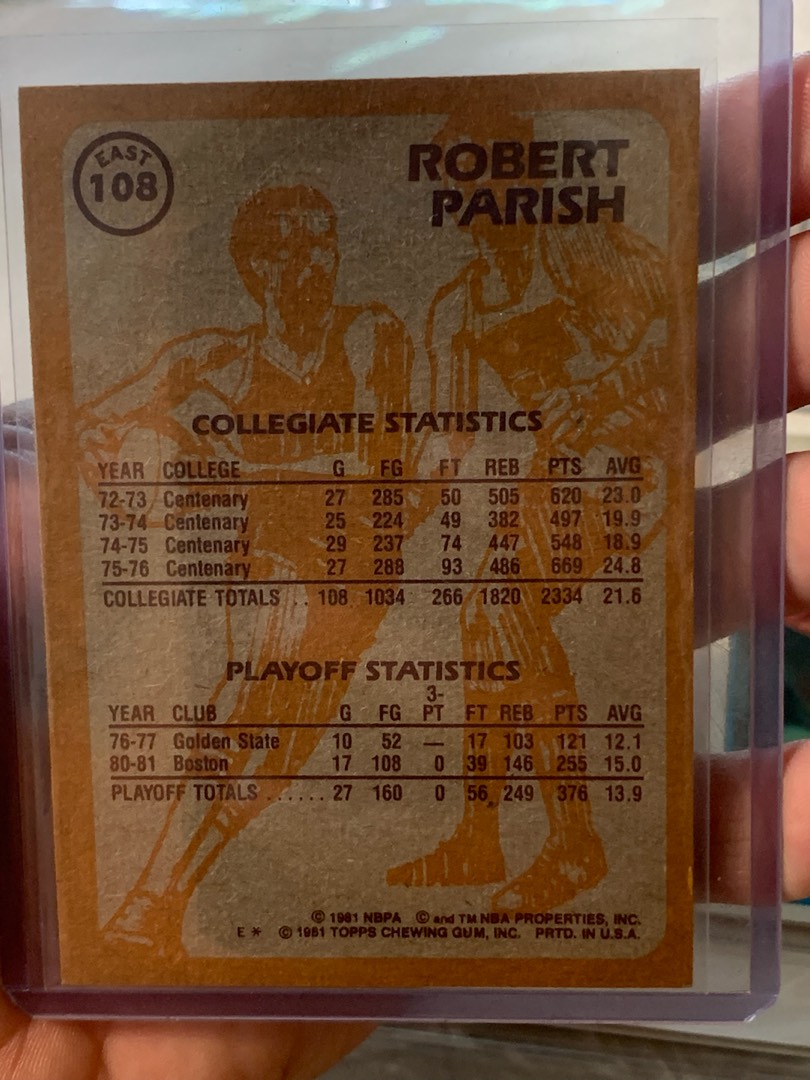 EAST
108
ROBERT
PARISH
COLLEGIATE STATISTICS
YEAR COLLEGE G FG FT REB PTS AVG
72-73 Centenary 27 285 50 505 620 23.0
73-74 Centenary 25 224 49 382 497 19.9
74-75 Centenary 29 237 74 447 548 18.9
75-76 Centenary 27 288 93 486 669 24.8
COLLEGIATE TOTALS .. 108 1034 266 1820 2334 21.6
PLAYOFF STATISTICS
3-
YEAR CLUB G FG PT FT REB PTS AVG
76-77 Golden State 10 52 — 17 103 121 12.1
80-81 Boston 17 108 0 39 146 255 15.0
PLAYOFF TOTALS ...... 27 160 0 56 249 376 13.9
© 1981 NBPA © and TM NBA PROPERTIES, INC.
E * © 1981 TOPPS CHEWING GUM, INC. PRTD. IN U.S.A.